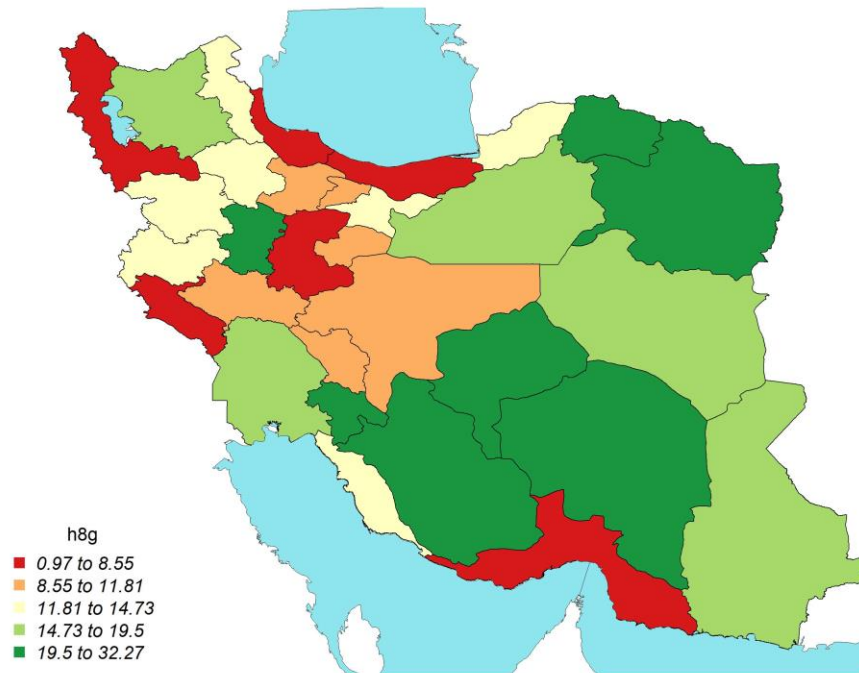 h8g
0.97 to 8.55
8.55 to 11.81
11.81 to 14.73
14.73 to 19.5
19.5 to 32.27